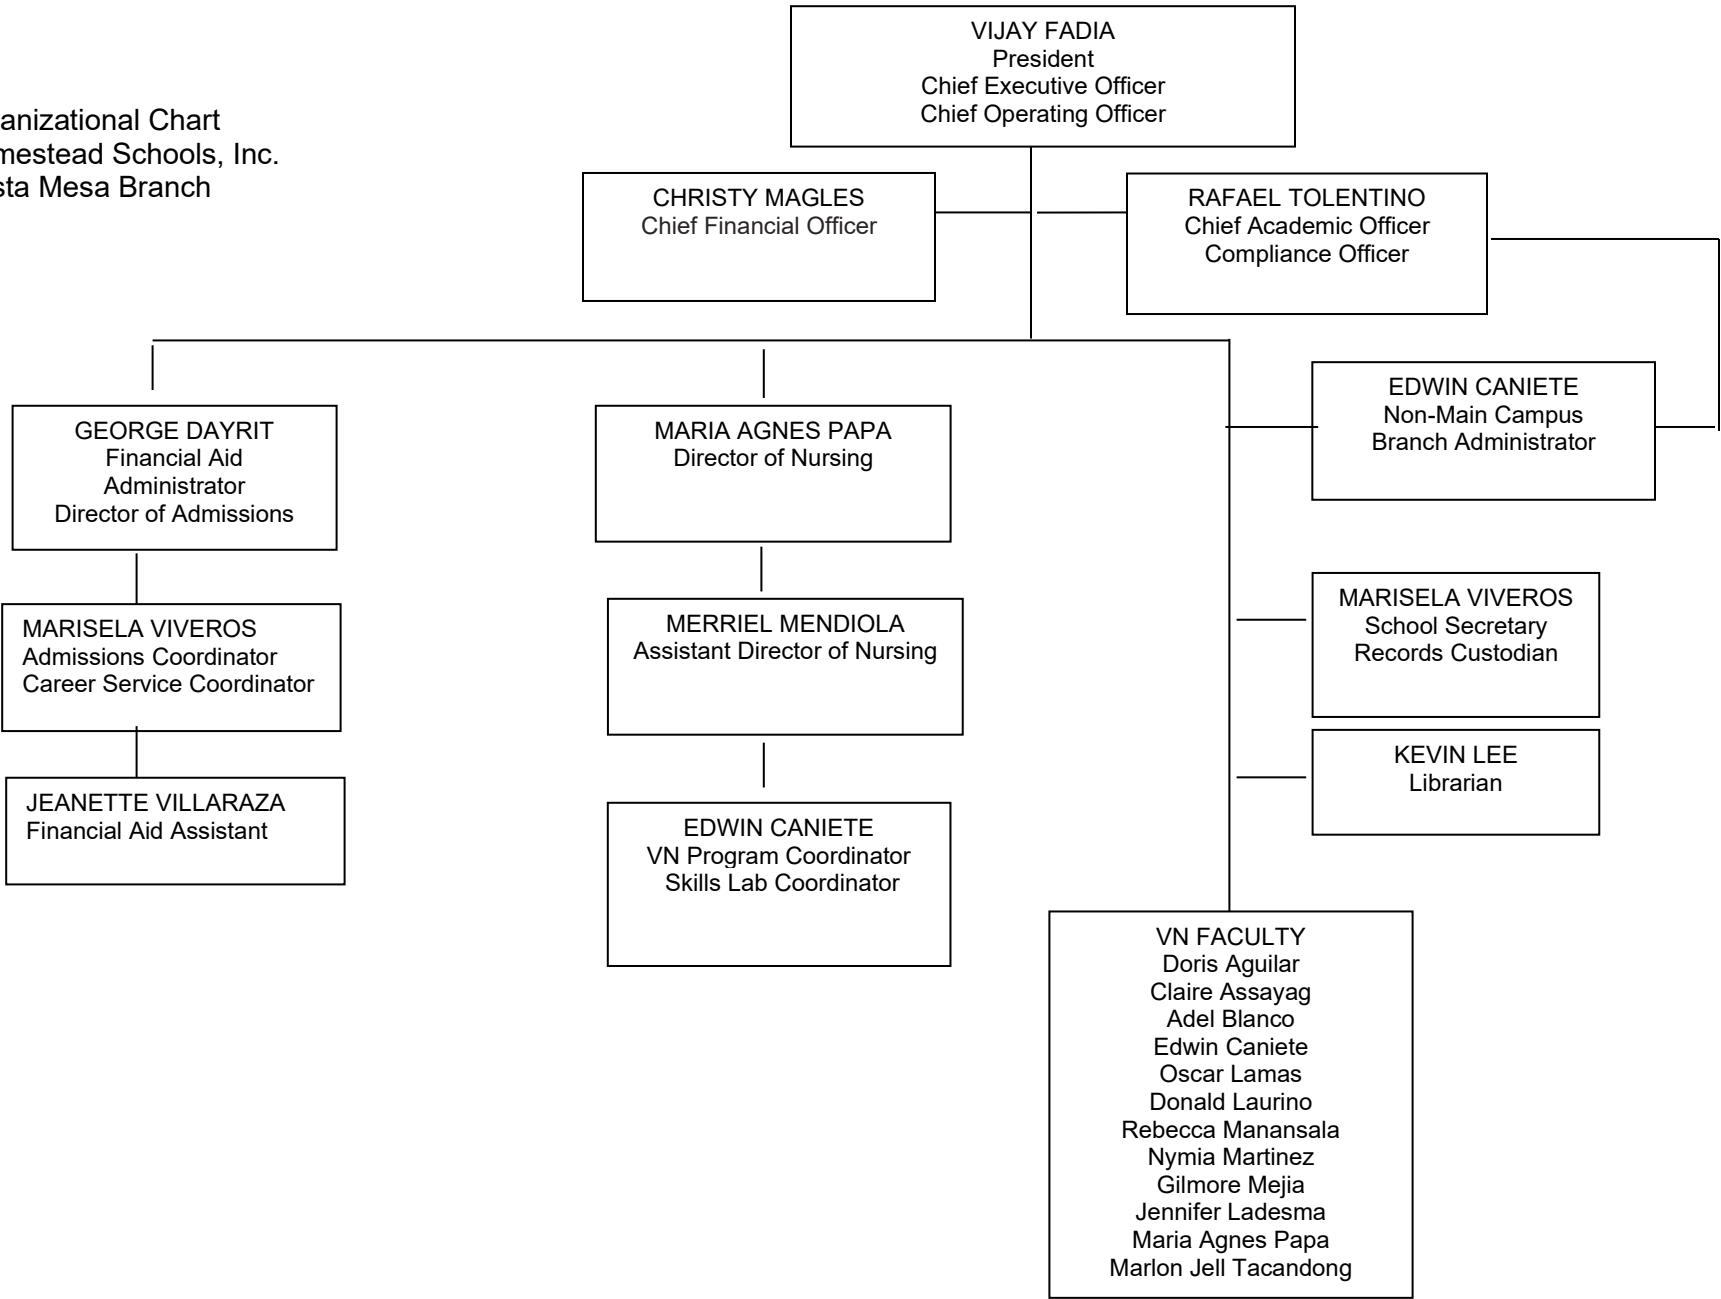 VIJAY FADIA
President
Chief Executive Officer
Chief Operating Officer
anizational Chart
mestead Schools, Inc.
sta Mesa Branch
CHRISTY MAGLES
Chief Financial Officer
RAFAEL TOLENTINO
Chief Academic Officer
Compliance Officer
GEORGE DAYRIT
Financial Aid
Administrator
Director of Admissions
MARIA AGNES PAPA
Director of Nursing
EDWIN CANIETE
Non-Main Campus
Branch Administrator
MARISELA VIVEROS
Admissions Coordinator
Career Service Coordinator
MERRIEL MENDIOLA
Assistant Director of Nursing
MARISELA VIVEROS
School Secretary
Records Custodian
JEANETTE VILLARAZA
Financial Aid Assistant
EDWIN CANIETE
VN Program Coordinator
Skills Lab Coordinator
KEVIN LEE
Librarian
VN FACULTY
Doris Aguilar
Claire Assayag
Adel Blanco
Edwin Caniete
Oscar Lamas
Donald Laurino
Rebecca Manansala
Nymia Martinez
Gilmore Mejia
Jennifer Ladesma
Maria Agnes Papa
Marlon Jell Tacandong